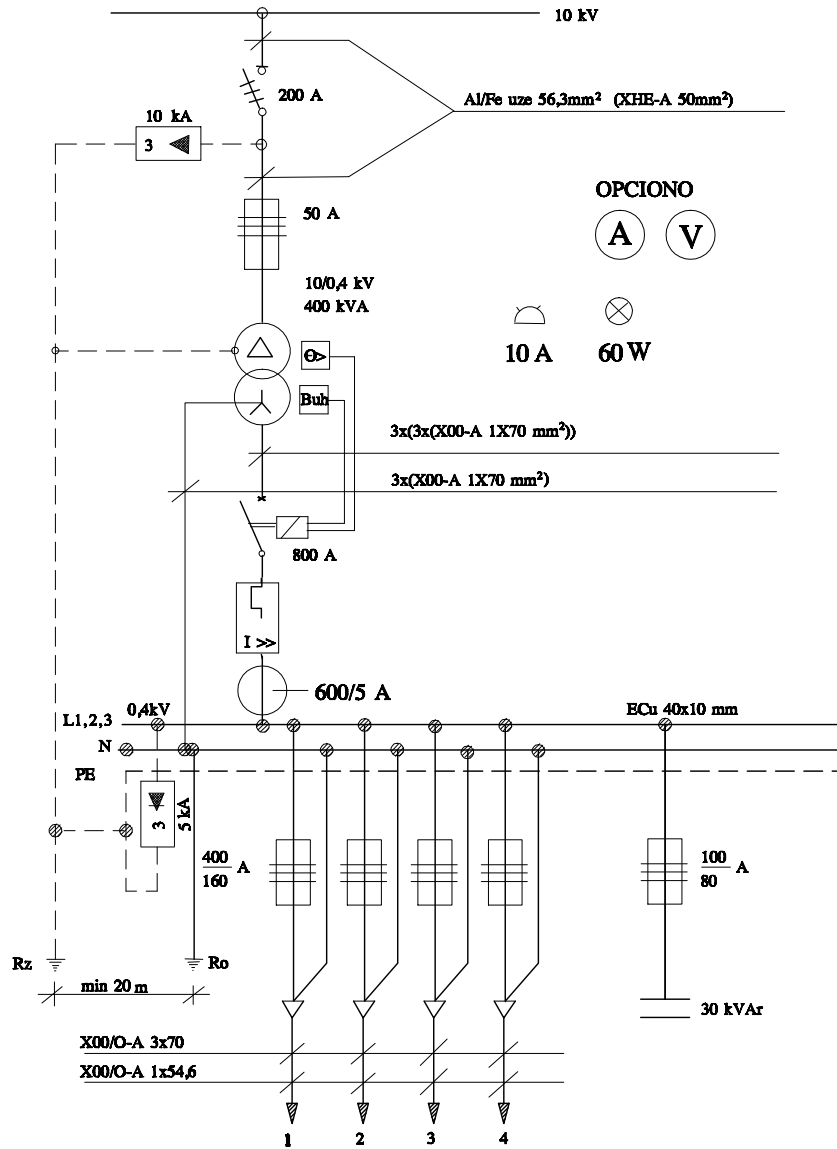 10 kV
200 A
Al/Fe uze 56,3mm² (XHE-A 50mm²)
10 kA
3
OPCIONO
50 A
A V
10/0,4 kV
400 kVA
10 A 60 W
Θ>
Buh
3x(3x(X00-A 1X70 mm²))
3x(X00-A 1X70 mm²)
800 A
I >>
600/5 A
L1,2,3 0,4kV ECu 40x10 mm
N
PE
3
5 kA
400
160
A
100
80
A
Rz Ro
min 20 m
30 kVAr
X00/O-A 3x70
X00/O-A 1x54,6
1 2 3 4